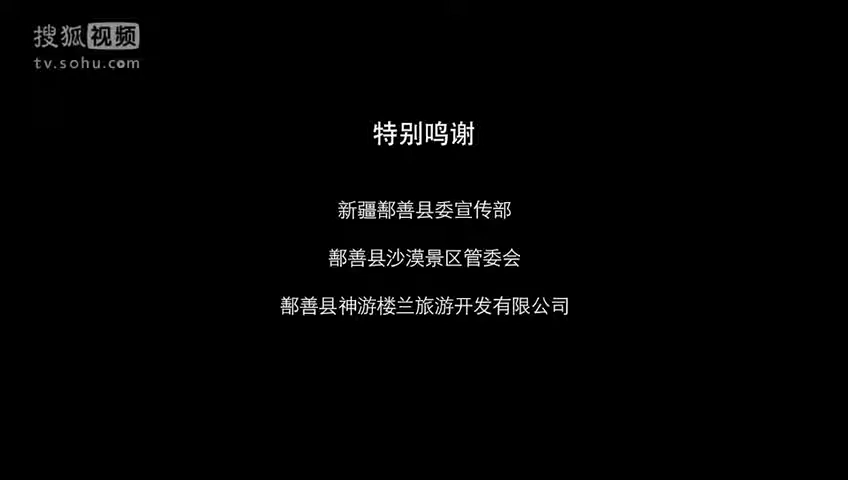 搜狐视频
tv.sohu.com
特别鸣谢
新疆鄯善县委宣传部
鄯善县沙漠景区管委会
鄯善县神游楼兰旅游开发有限公司